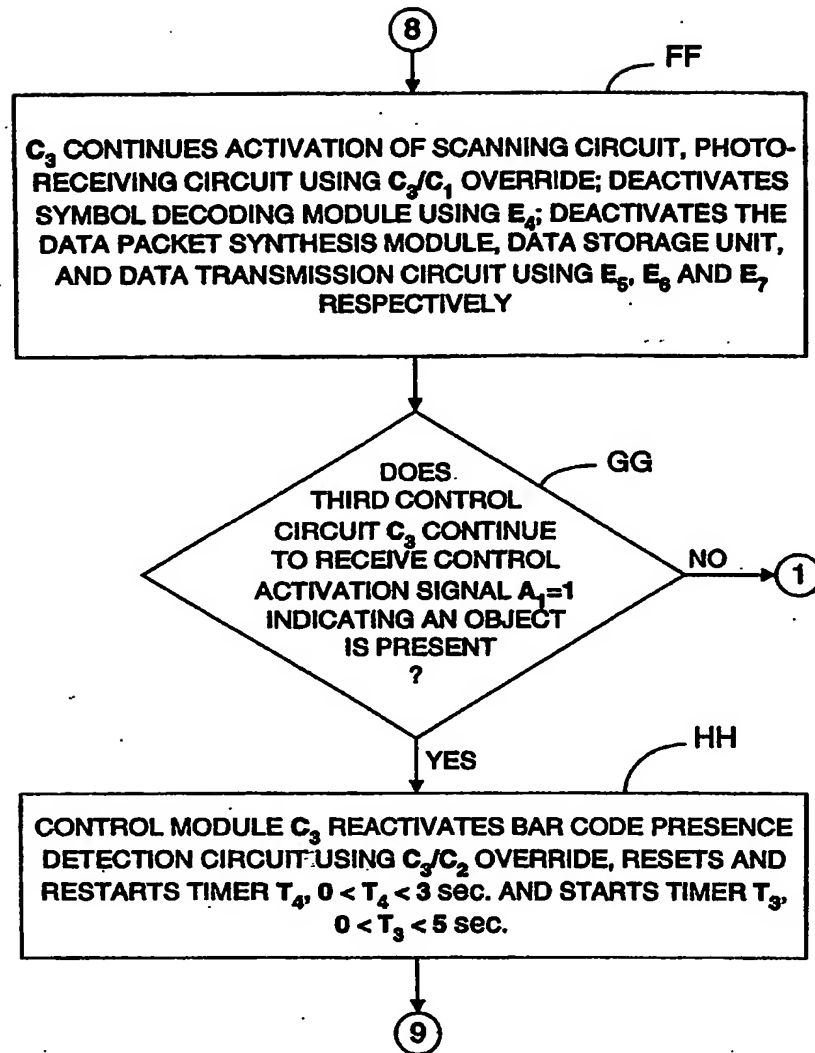 8
FF
C₃ CONTINUES ACTIVATION OF SCANNING CIRCUIT, PHOTO-
RECEIVING CIRCUIT USING C₃/C₁ OVERRIDE; DEACTIVATES
SYMBOL DECODING MODULE USING E₄; DEACTIVATES THE
DATA PACKET SYNTHESIS MODULE, DATA STORAGE UNIT,
AND DATA TRANSMISSION CIRCUIT USING E₅, E₆ AND E₇
RESPECTIVELY
GG
DOES
THIRD CONTROL
CIRCUIT C₃ CONTINUE
TO RECEIVE CONTROL
ACTIVATION SIGNAL A₁=1
INDICATING AN OBJECT
IS PRESENT
?
NO
1
YES
HH
CONTROL MODULE C₃ REACTIVATES BAR CODE PRESENCE
DETECTION CIRCUIT USING C₃/C₂ OVERRIDE, RESETS AND
RESTARTS TIMER T₄, 0 < T₄ < 3 sec. AND STARTS TIMER T₃,
0 < T₃ < 5 sec.
9